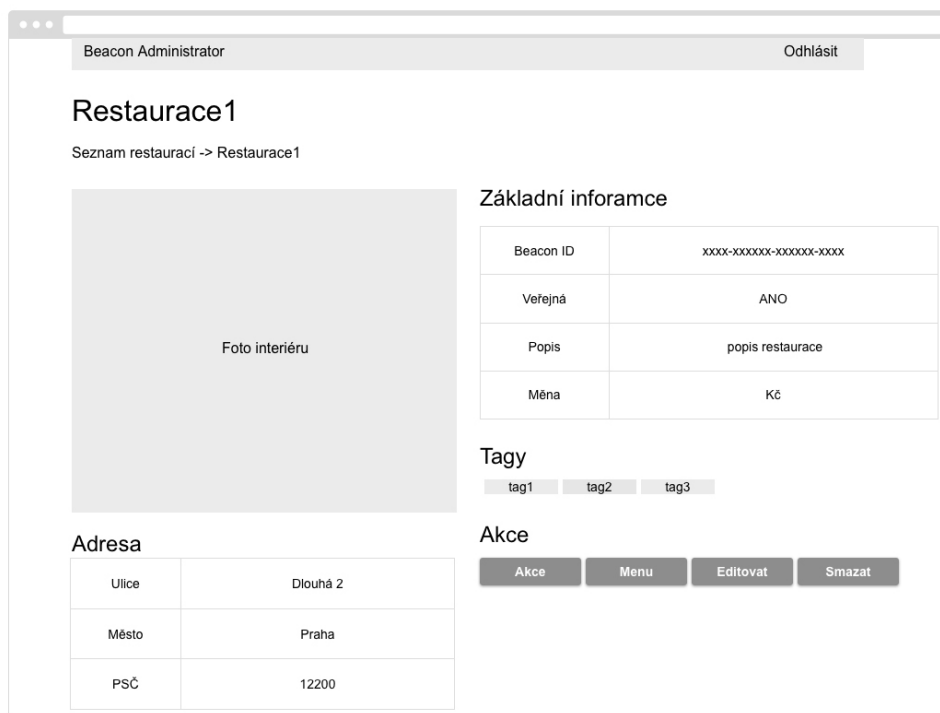 Beacon Administrator Odhlásit
Restaurace1
Seznam restaurací -> Restaurace1
Foto interiéru
Základní inforamce
Beacon ID xxxx-xxxxxx-xxxxxx-xxxx
Veřejná ANO
Popis popis restaurace
Měna Kč
Tagy
tag1 tag2 tag3
Akce
Akce Menu Editovat Smazat
Adresa
Ulice Dlouhá 2
Město Praha
PSČ 12200